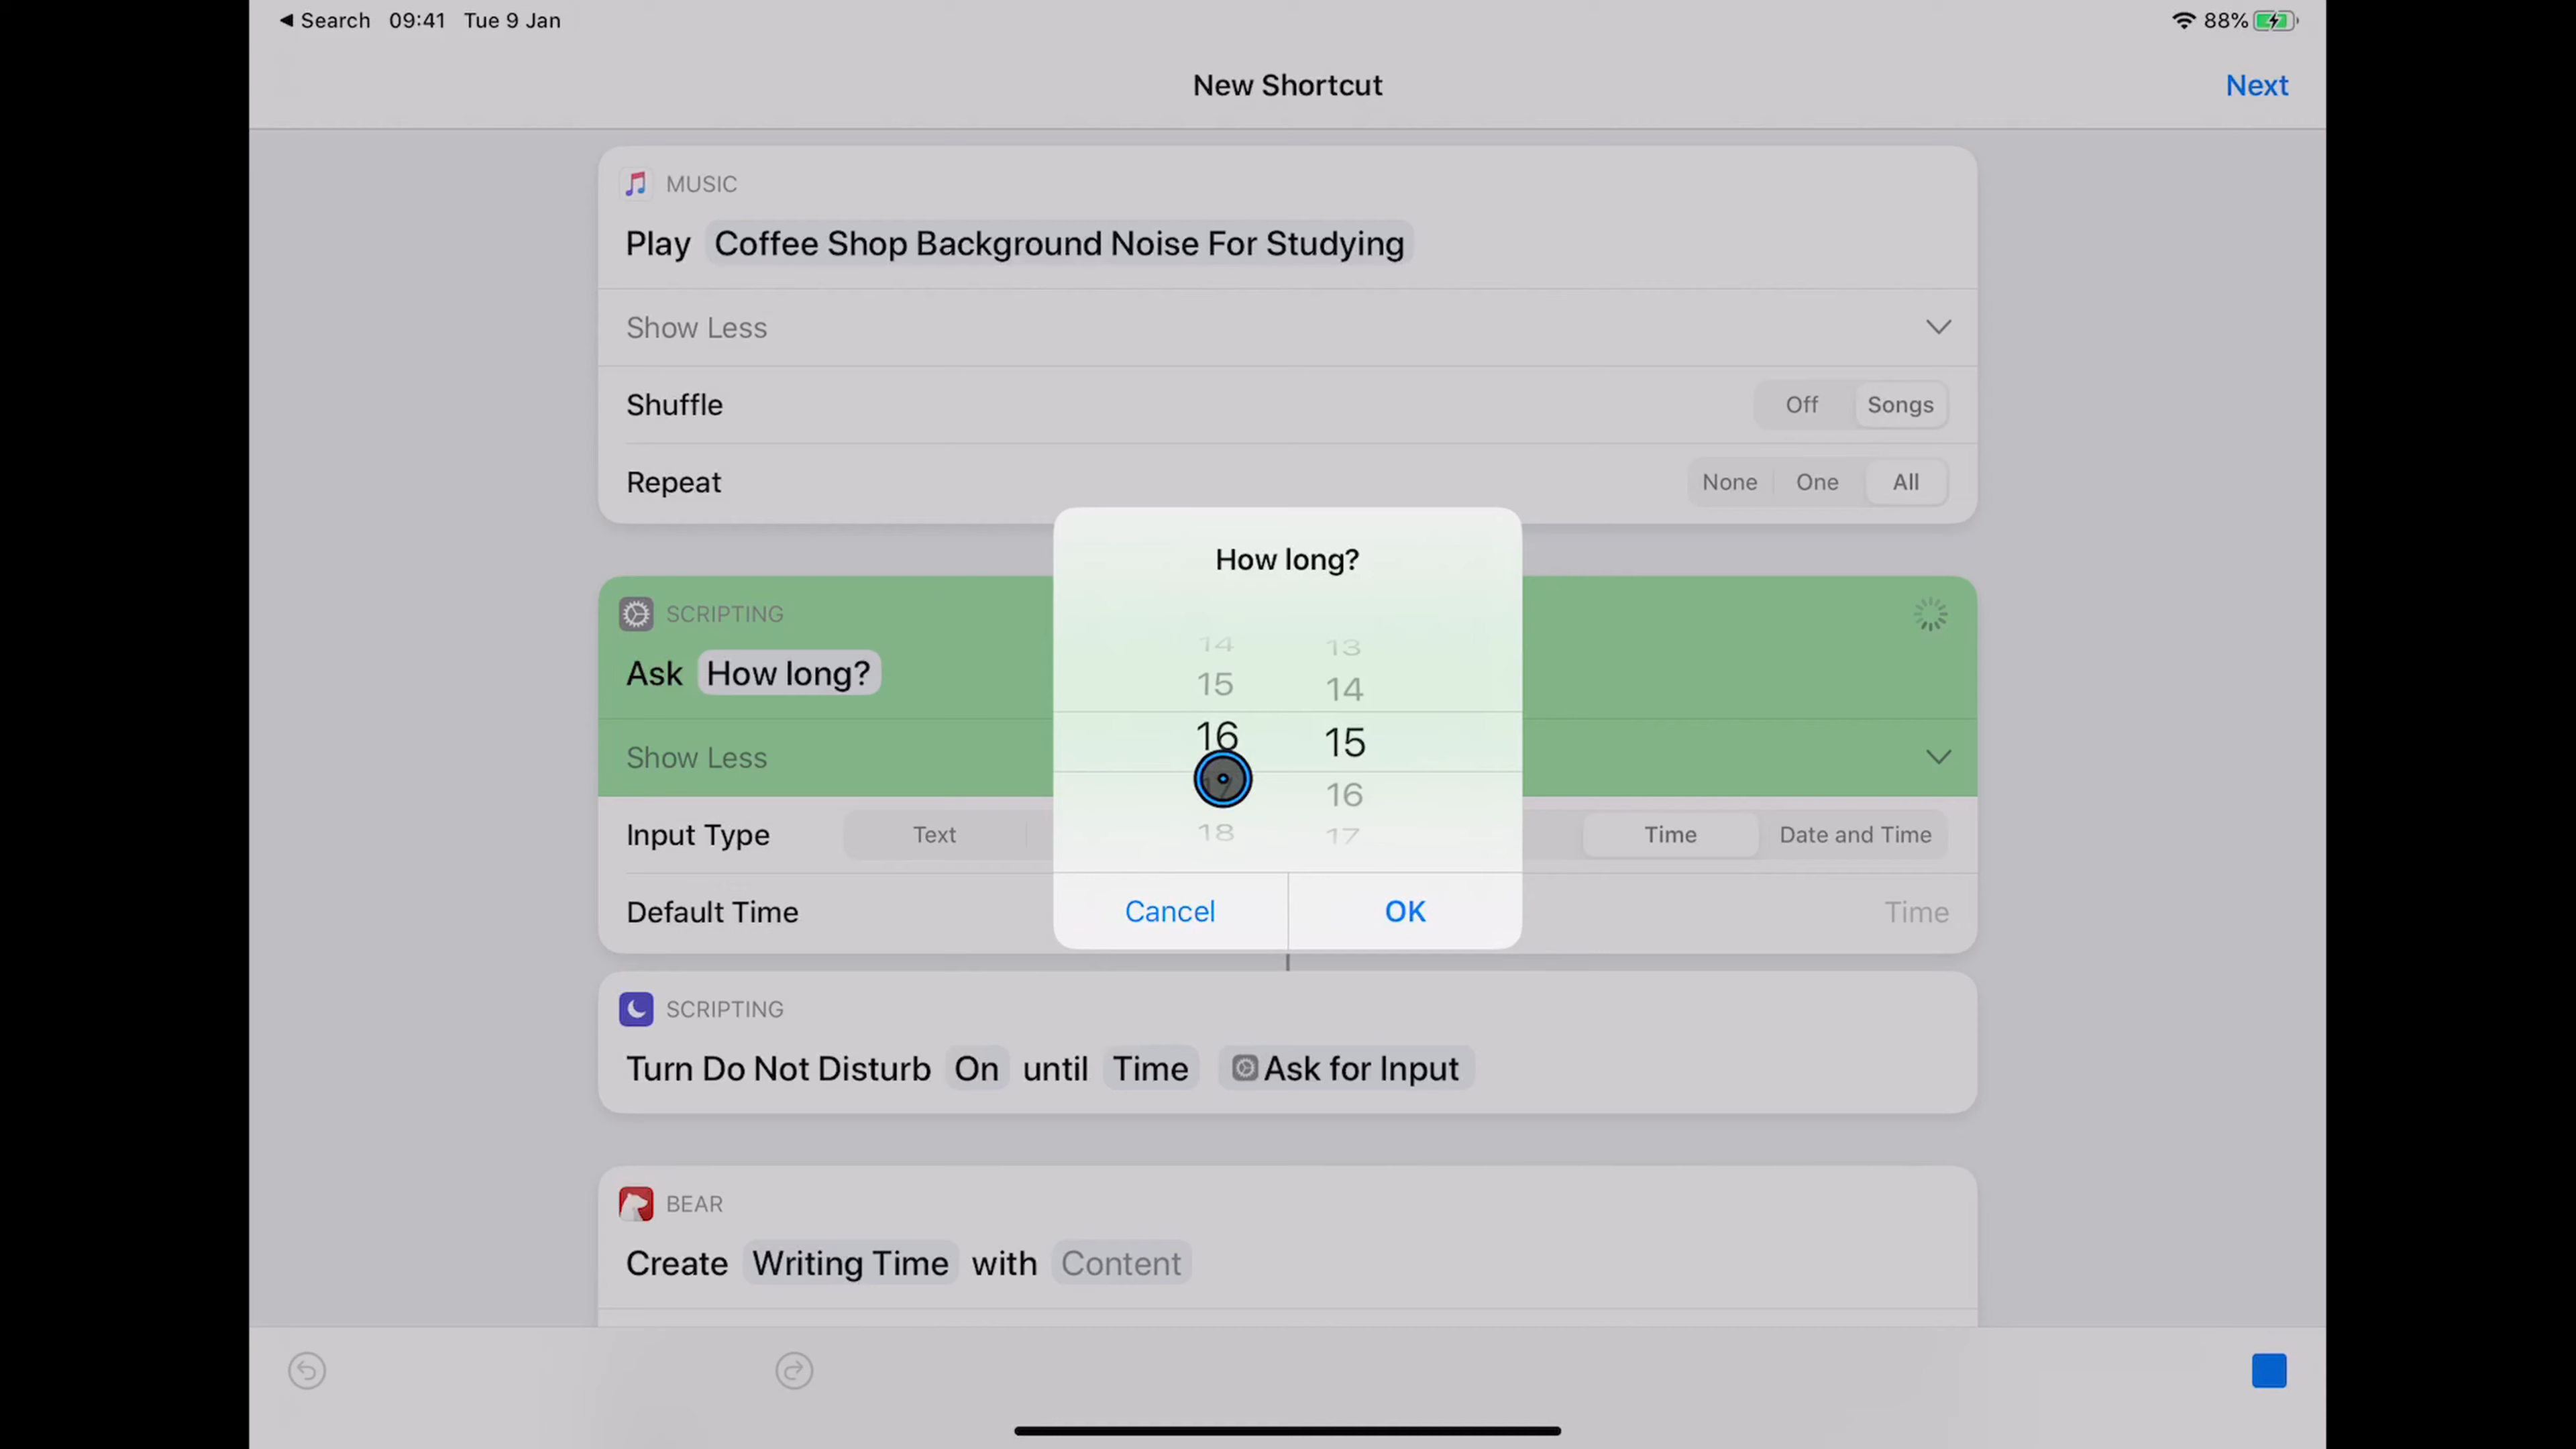 Search 09:41 Tue 9 Jan 88%
New Shortcut Next
MUSIC
Play Coffee Shop Background Noise For Studying
Show Less
Shuffle Off Songs
Repeat None One All
How long?
14 13
15 14
16 15
16
18 17
Cancel OK
SCRIPTING
Ask How long?
Show Less
Input Type Text Time Date and Time
Default Time Time
SCRIPTING
Turn Do Not Disturb On until Time Ask for Input
BEAR
Create Writing Time with Content